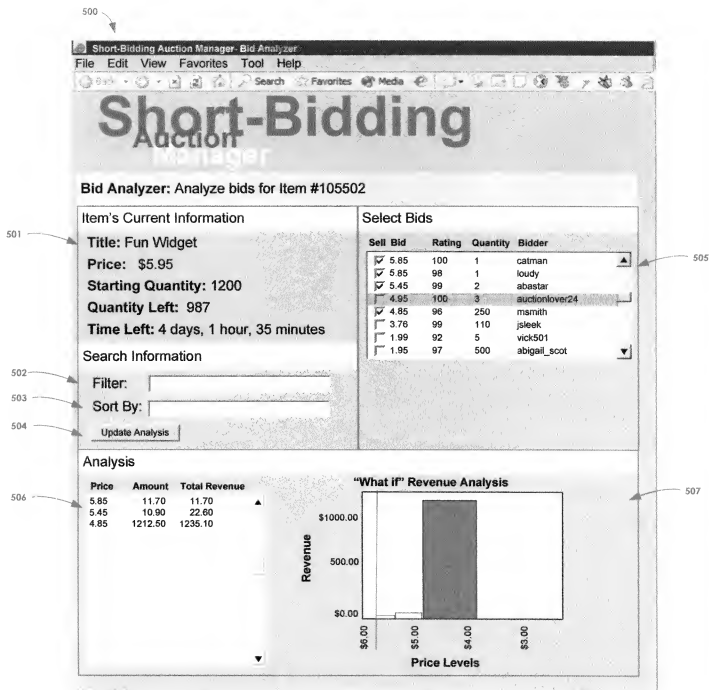 500
Short-Bidding Auction Manager- Bid Analyzer
File Edit View Favorites Tool Help
Back Search Favorites Media
Short-Bidding
Auction
Manager
Bid Analyzer: Analyze bids for Item #105502
Item's Current Information
501
Title: Fun Widget
Price: $5.95
Starting Quantity: 1200
Quantity Left: 987
Time Left: 4 days, 1 hour, 35 minutes
Select Bids
505
Sell Bid Rating Quantity Bidder
5.85 100 1 catman
5.85 98 1 loudy
5.45 99 2 abastar
4.95 100 3 auctionlover24
4.85 96 250 msmith
3.76 99 110 jsleek
1.99 92 5 vick501
1.95 97 500 abigail_scot
Search Information
502
Filter:
503
Sort By:
504
Update Analysis
Analysis
506
Price Amount Total Revenue
5.85 11.70 11.70
5.45 10.90 22.60
4.85 1212.50 1235.10
"What if" Revenue Analysis
507
Revenue
$1000.00
500.00
$0.00
$6.00 $5.00 $4.00 $3.00
Price Levels